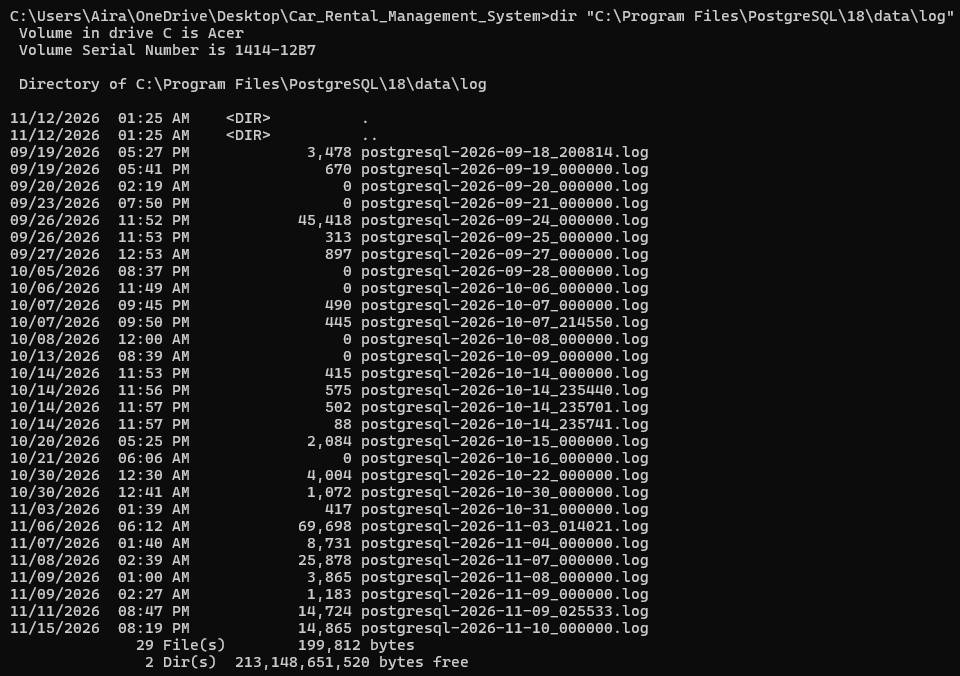 C:\Users\Aira\OneDrive\Desktop\Car_Rental_Management_System>dir "C:\Program Files\PostgreSQL\18\data\log"
 Volume in drive C is Acer
 Volume Serial Number is 1414-12B7

 Directory of C:\Program Files\PostgreSQL\18\data\log

11/12/2026  01:25 AM    <DIR>          .
11/12/2026  01:25 AM    <DIR>          ..
09/19/2026  05:27 PM             3,478 postgresql-2026-09-18_200814.log
09/19/2026  05:41 PM               670 postgresql-2026-09-19_000000.log
09/20/2026  02:19 AM                 0 postgresql-2026-09-20_000000.log
09/23/2026  07:50 PM                 0 postgresql-2026-09-21_000000.log
09/26/2026  11:52 PM            45,418 postgresql-2026-09-24_000000.log
09/26/2026  11:53 PM               313 postgresql-2026-09-25_000000.log
09/27/2026  12:53 AM               897 postgresql-2026-09-27_000000.log
10/05/2026  08:37 PM                 0 postgresql-2026-09-28_000000.log
10/06/2026  11:49 AM                 0 postgresql-2026-10-06_000000.log
10/07/2026  09:45 PM               490 postgresql-2026-10-07_000000.log
10/07/2026  09:50 PM               445 postgresql-2026-10-07_214550.log
10/08/2026  12:00 AM                 0 postgresql-2026-10-08_000000.log
10/13/2026  08:39 AM                 0 postgresql-2026-10-09_000000.log
10/14/2026  11:53 PM               415 postgresql-2026-10-14_000000.log
10/14/2026  11:56 PM               575 postgresql-2026-10-14_235440.log
10/14/2026  11:57 PM               502 postgresql-2026-10-14_235701.log
10/14/2026  11:57 PM                88 postgresql-2026-10-14_235741.log
10/20/2026  05:25 PM             2,084 postgresql-2026-10-15_000000.log
10/21/2026  06:06 AM                 0 postgresql-2026-10-16_000000.log
10/30/2026  12:30 AM             4,004 postgresql-2026-10-22_000000.log
10/30/2026  12:41 AM             1,072 postgresql-2026-10-30_000000.log
11/03/2026  01:39 AM               417 postgresql-2026-10-31_000000.log
11/06/2026  06:12 AM            69,698 postgresql-2026-11-03_014021.log
11/07/2026  01:40 AM             8,731 postgresql-2026-11-04_000000.log
11/08/2026  02:39 AM            25,878 postgresql-2026-11-07_000000.log
11/09/2026  01:00 AM             3,865 postgresql-2026-11-08_000000.log
11/09/2026  02:27 AM             1,183 postgresql-2026-11-09_000000.log
11/11/2026  08:47 PM            14,724 postgresql-2026-11-09_025533.log
11/15/2026  08:19 PM            14,865 postgresql-2026-11-10_000000.log
              29 File(s)        199,812 bytes
               2 Dir(s)  213,148,651,520 bytes free